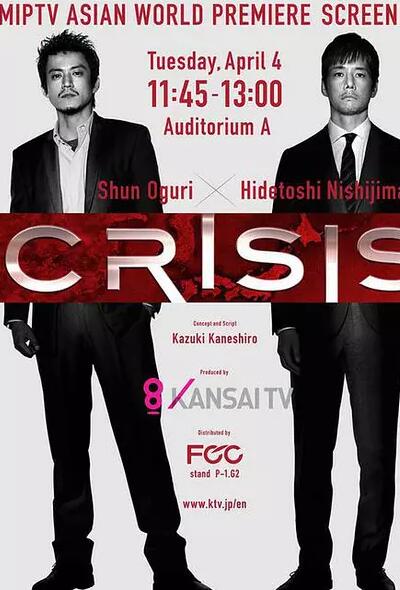 MIPTV ASIAN WORLD PREMIERE SCREEN
Tuesday, April 4
11:45-13:00
Auditorium A
Shun Oguri × Hidetoshi Nishijima
CRISIS
Concept and Script
Kazuki Kaneshiro
Produced by
8/KANSAI TV
Distributed by
FCC
stand P-1.G2
www.ktv.jp/en